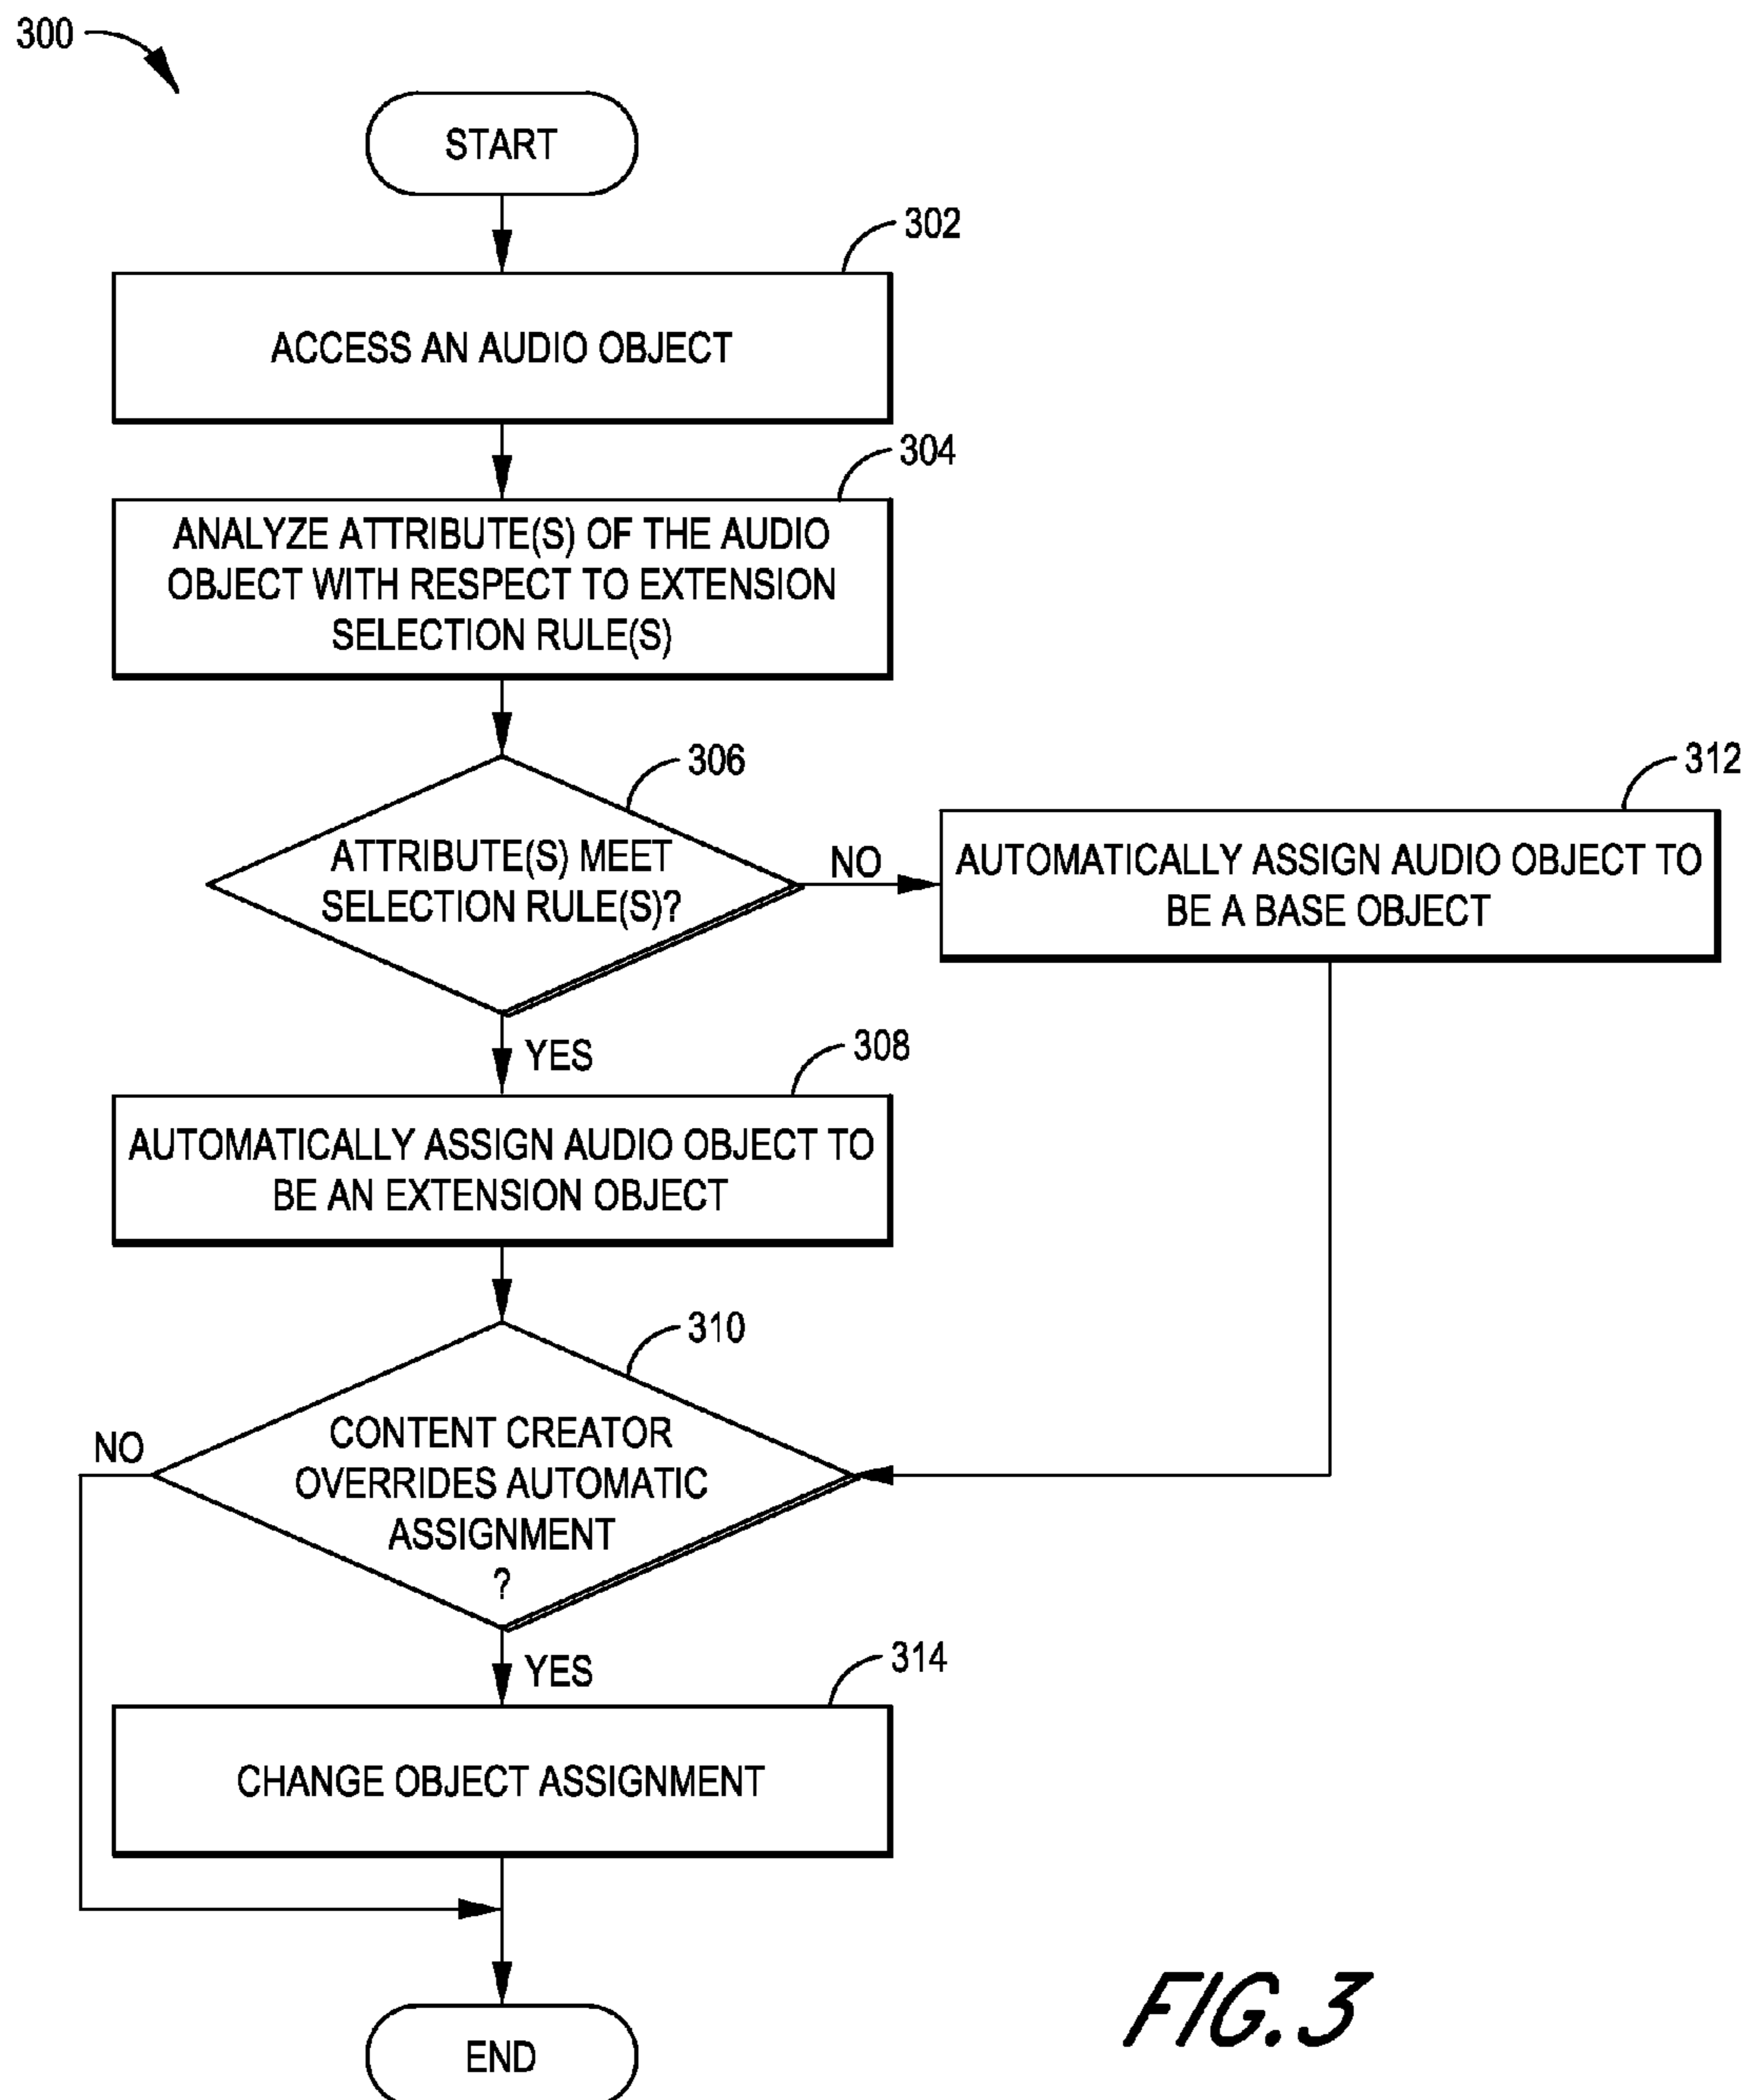 300
START
302
ACCESS AN AUDIO OBJECT
304
ANALYZE ATTRIBUTE(S) OF THE AUDIO
OBJECT WITH RESPECT TO EXTENSION
SELECTION RULE(S)
306
ATTRIBUTE(S) MEET
SELECTION RULE(S)?
NO
312
AUTOMATICALLY ASSIGN AUDIO OBJECT TO
BE A BASE OBJECT
YES
308
AUTOMATICALLY ASSIGN AUDIO OBJECT TO
BE AN EXTENSION OBJECT
310
CONTENT CREATOR
OVERRIDES AUTOMATIC
ASSIGNMENT
?
NO
YES
314
CHANGE OBJECT ASSIGNMENT
END
FIG. 3